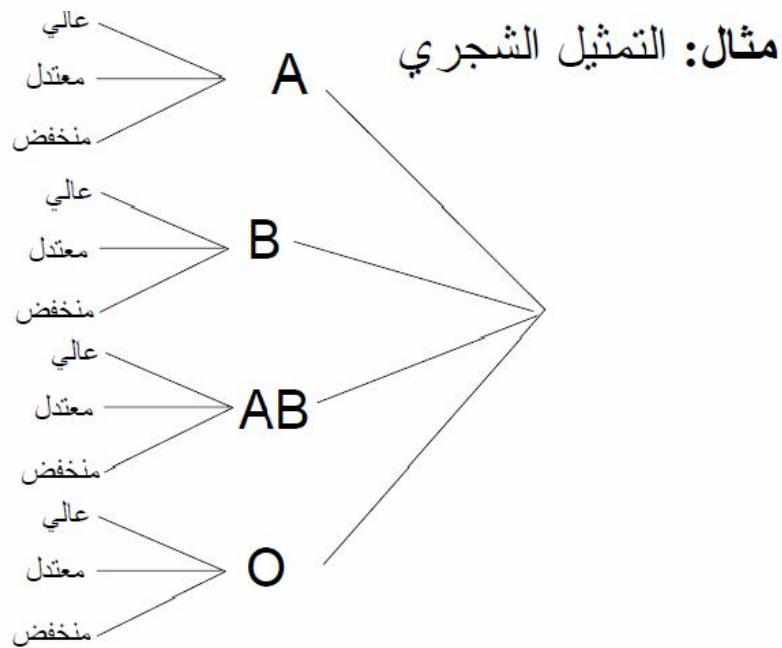 مثال: التمثيل الشجري
A
عالي
معتدل
منخفض
B
عالي
معتدل
منخفض
AB
عالي
معتدل
منخفض
O
عالي
معتدل
منخفض